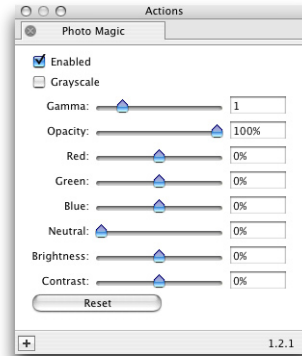 Actions
Photo Magic
Enabled
Grayscale
Gamma: 1
Opacity: 100%
Red: 0%
Green: 0%
Blue: 0%
Neutral: 0%
Brightness: 0%
Contrast: 0%
Reset
+ 1.2.1